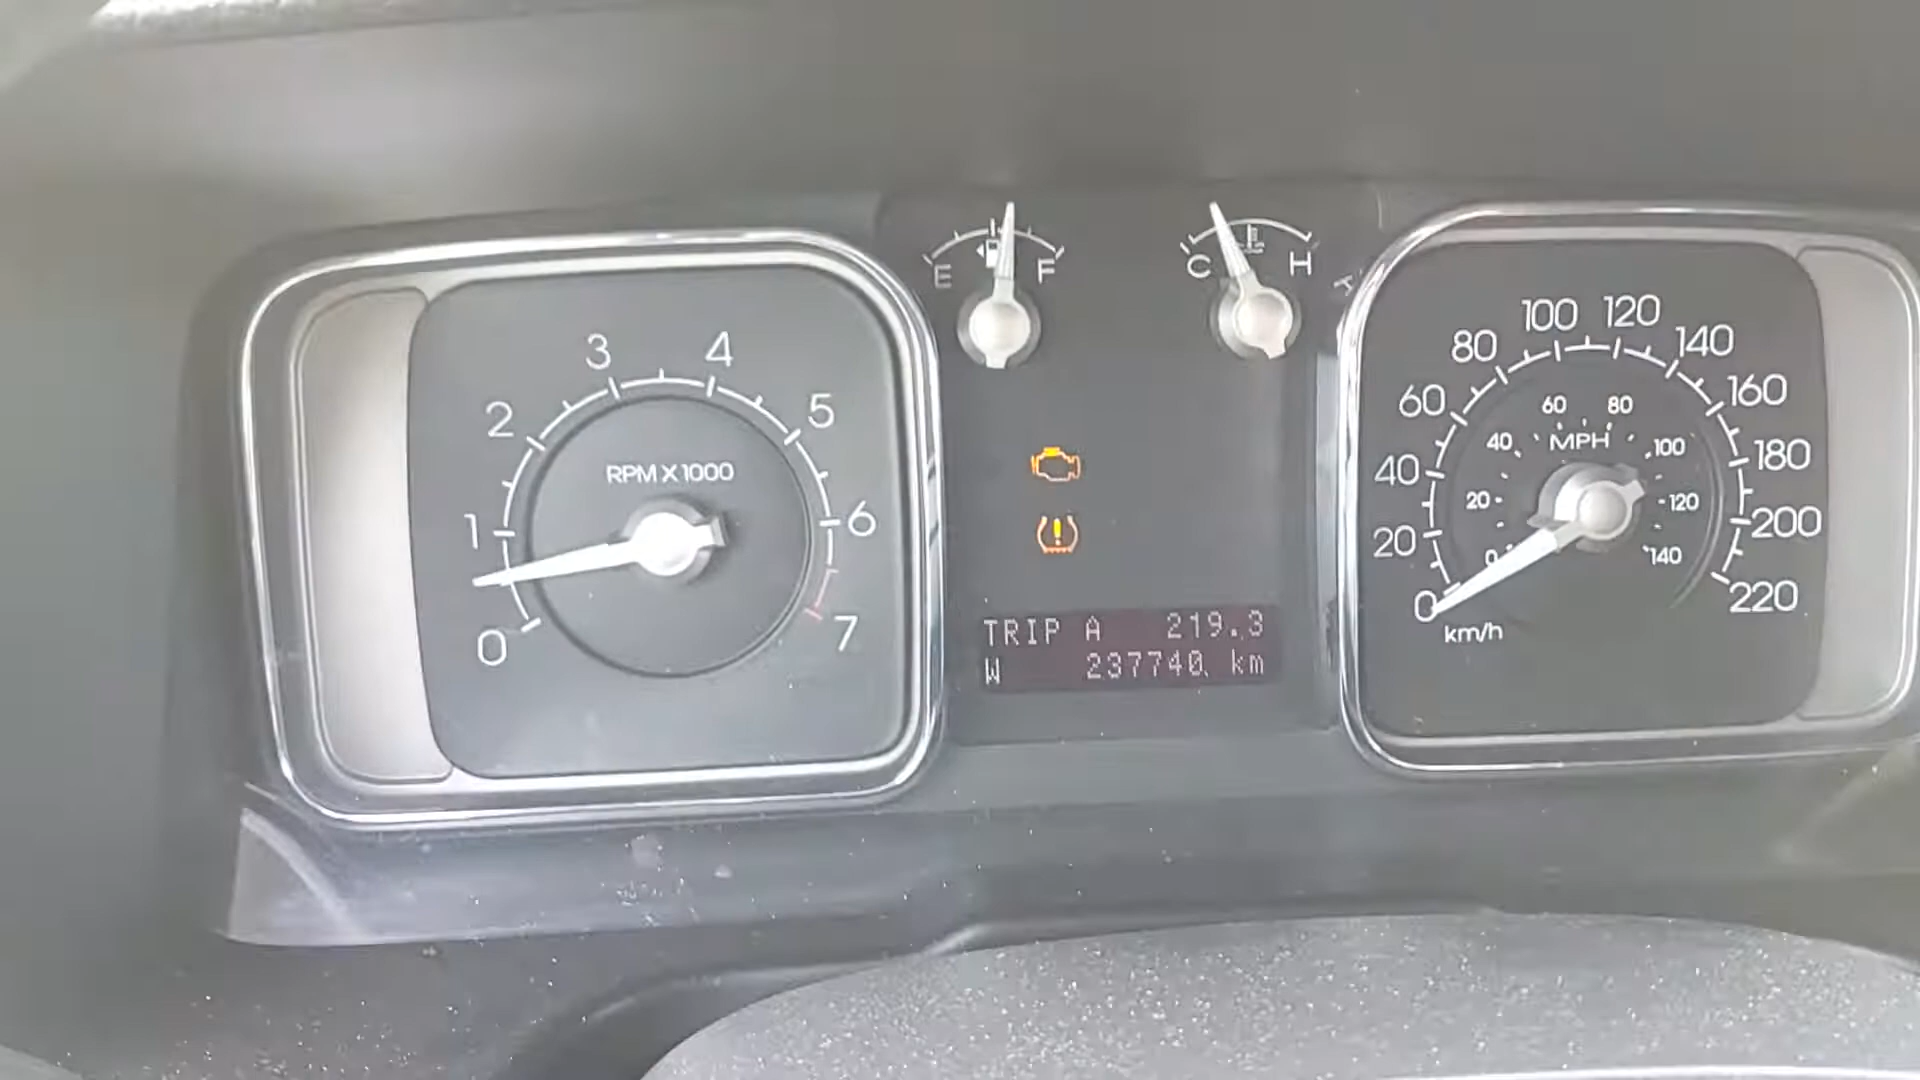 E F
C H
0 1 2 3 4 5 6 7
RPM X 1000
TRIP A 219.3
W 237740 km
0 20 40 60 80 100 120 140 160 180 200 220
km/h
0 20 40 60 80 100 120 140
MPH